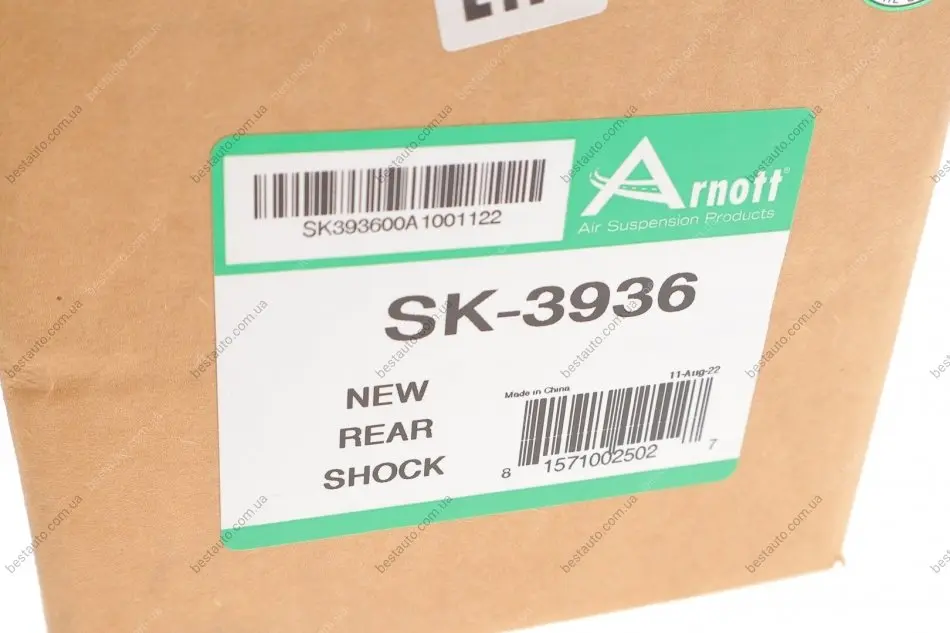 SK393600A1001122
Arnott®
Air Suspension Products
SK-3936
NEW
REAR
SHOCK
Made in China
11-Aug-22
8 1571002502 7
bestauto.com.ua